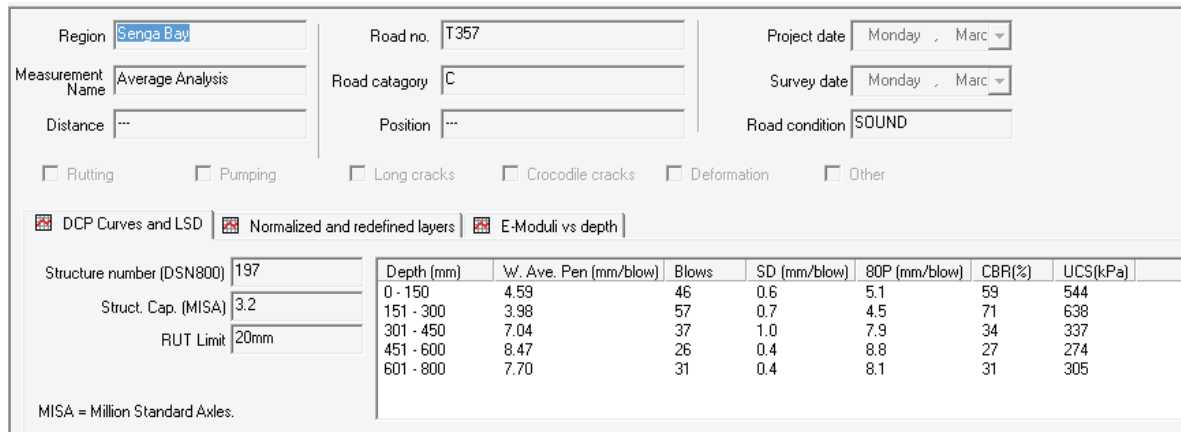 Region Senga Bay Road no. T357 Project date Monday , Marc
Measurement Name Average Analysis Road catagory C Survey date Monday , Marc
Distance --- Position --- Road condition SOUND
Rutting Pumping Long cracks Crocodile cracks Deformation Other
DCP Curves and LSD Normalized and redefined layers E-Moduli vs depth
Structure number (DSN800) 197
Struct. Cap. (MISA) 3.2
RUT Limit 20mm
MISA = Million Standard Axles.
Depth (mm) W. Ave. Pen (mm/blow) Blows SD (mm/blow) 80P (mm/blow) CBR(%) UCS(kPa)
0 - 150 4.59 46 0.6 5.1 59 544
151 - 300 3.98 57 0.7 4.5 71 638
301 - 450 7.04 37 1.0 7.9 34 337
451 - 600 8.47 26 0.4 8.8 27 274
601 - 800 7.70 31 0.4 8.1 31 305